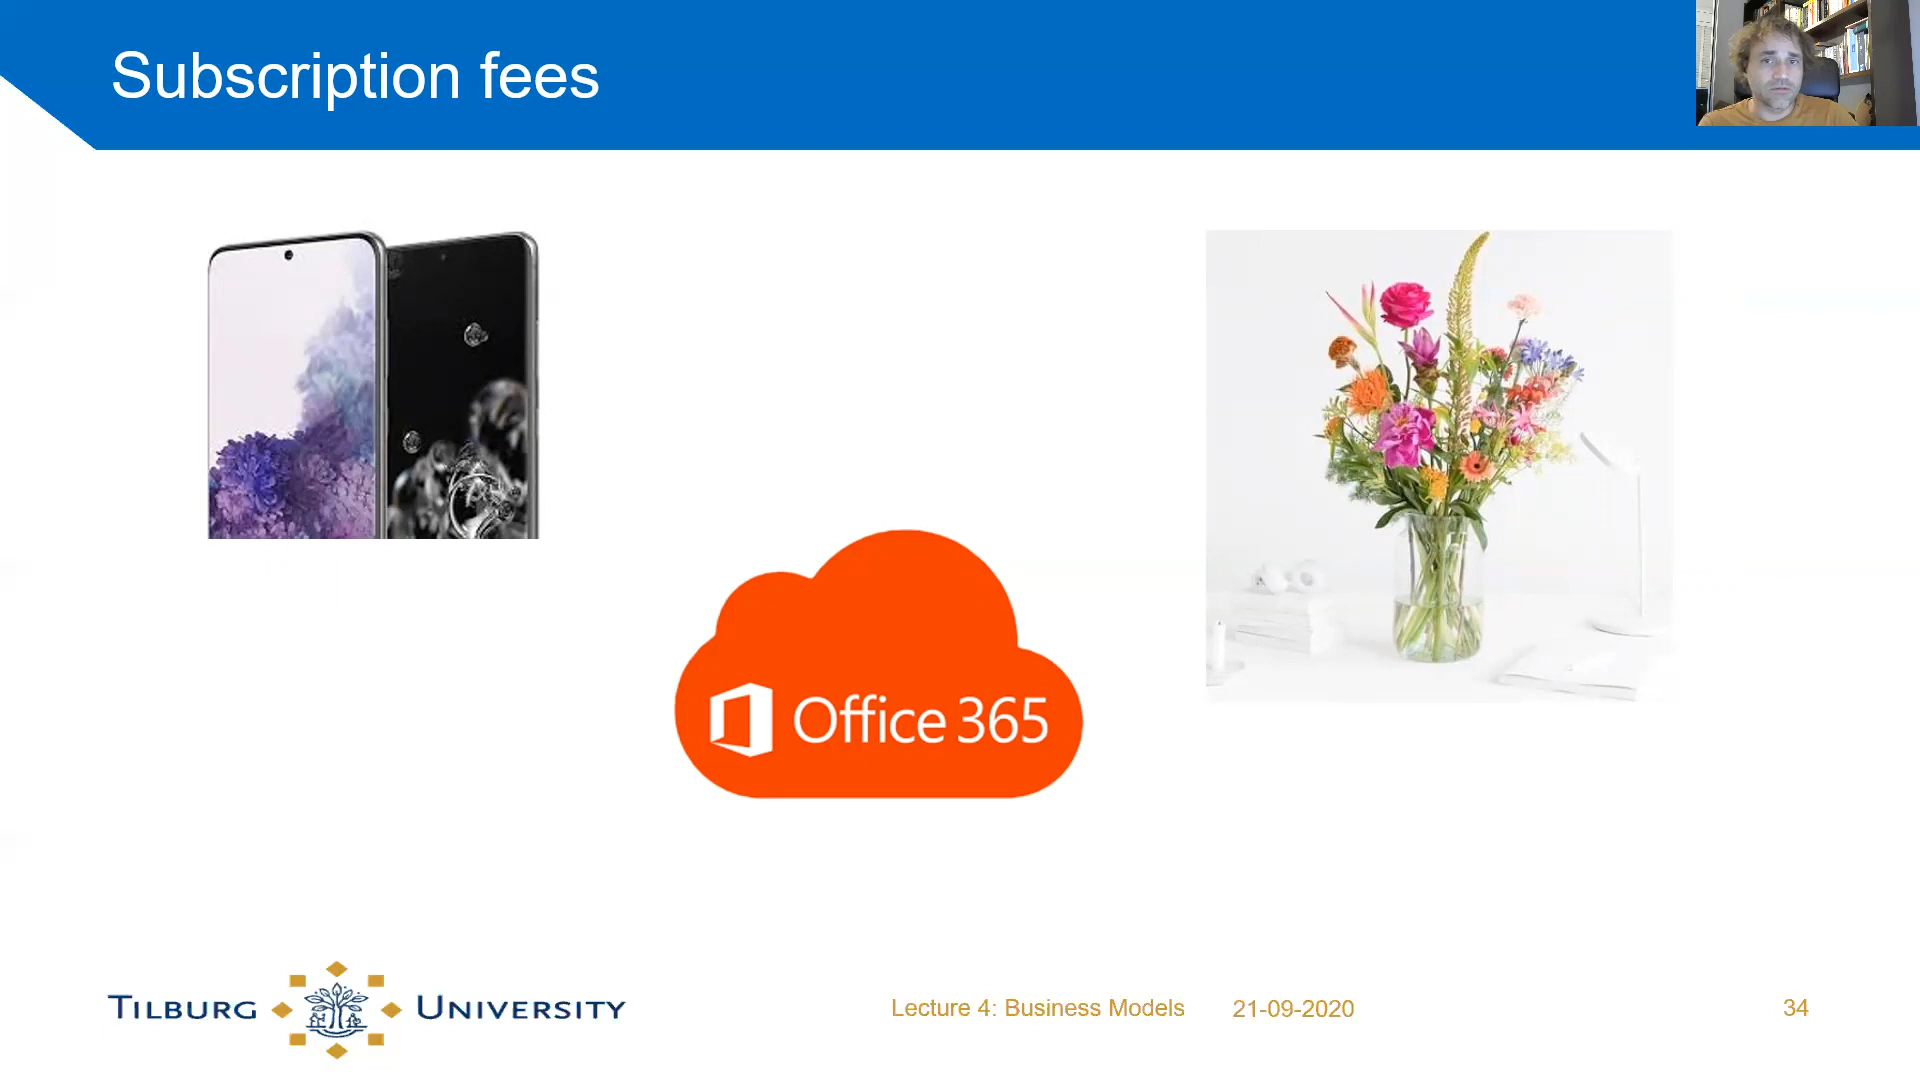 Subscription fees
Office 365
TILBURG UNIVERSITY
Lecture 4: Business Models 21-09-2020 34